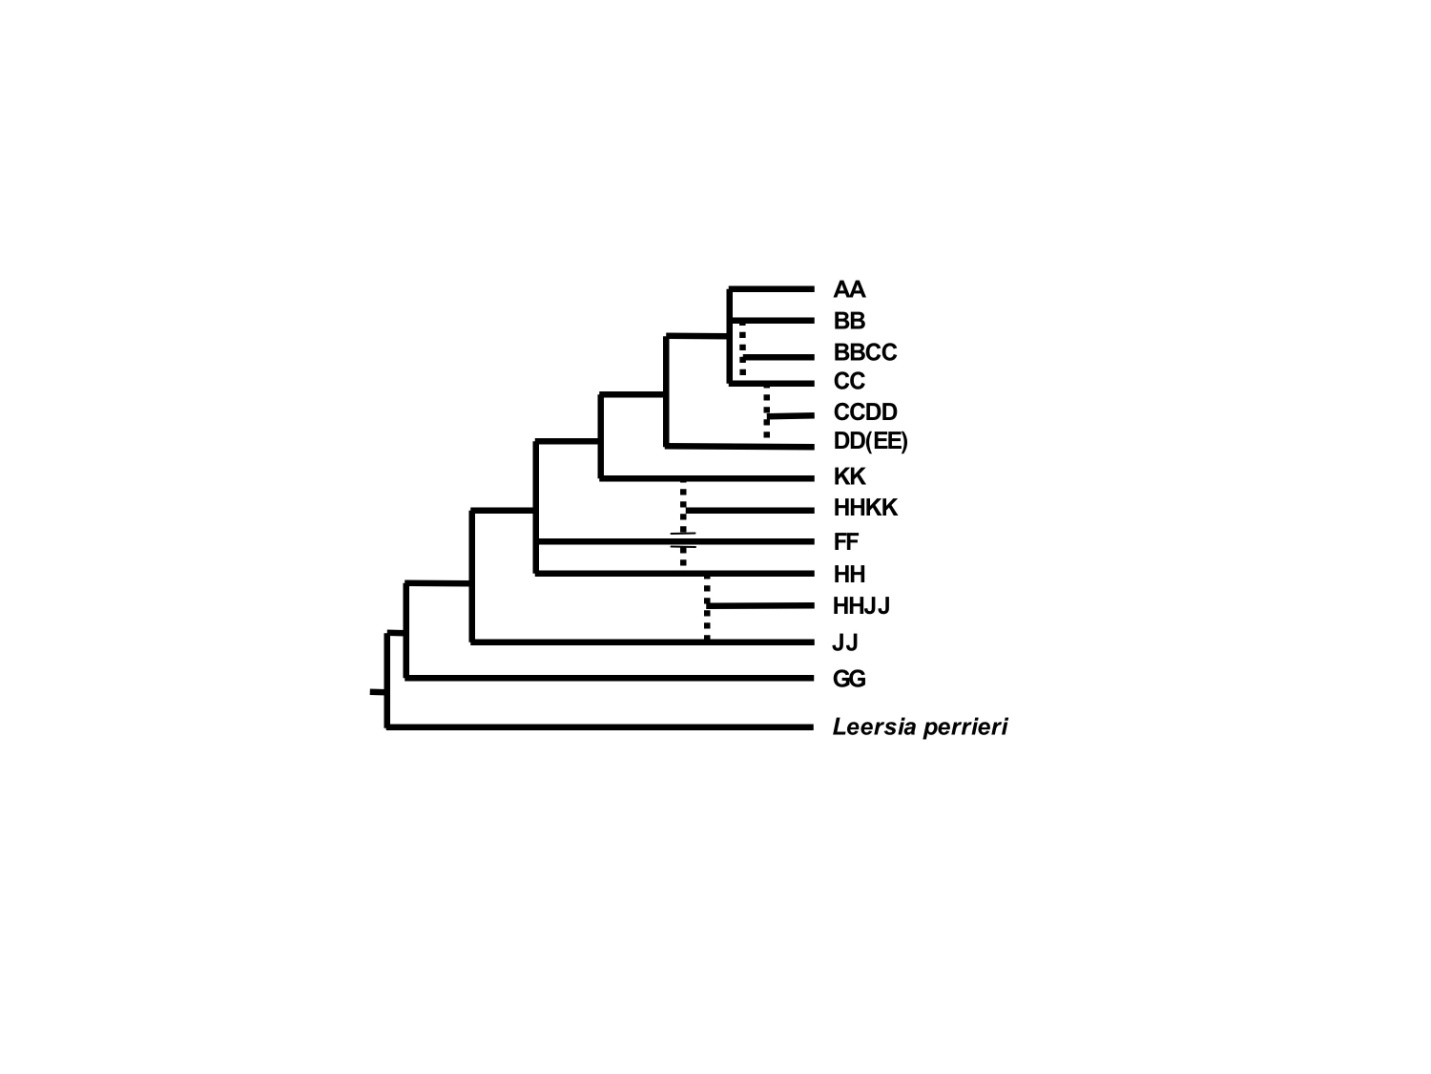 AA
BB
BBCC
CC
CCDD
DD(EE)
KK
HHKK
FF
HH
HHJJ
JJ
GG
Leersia perrieri